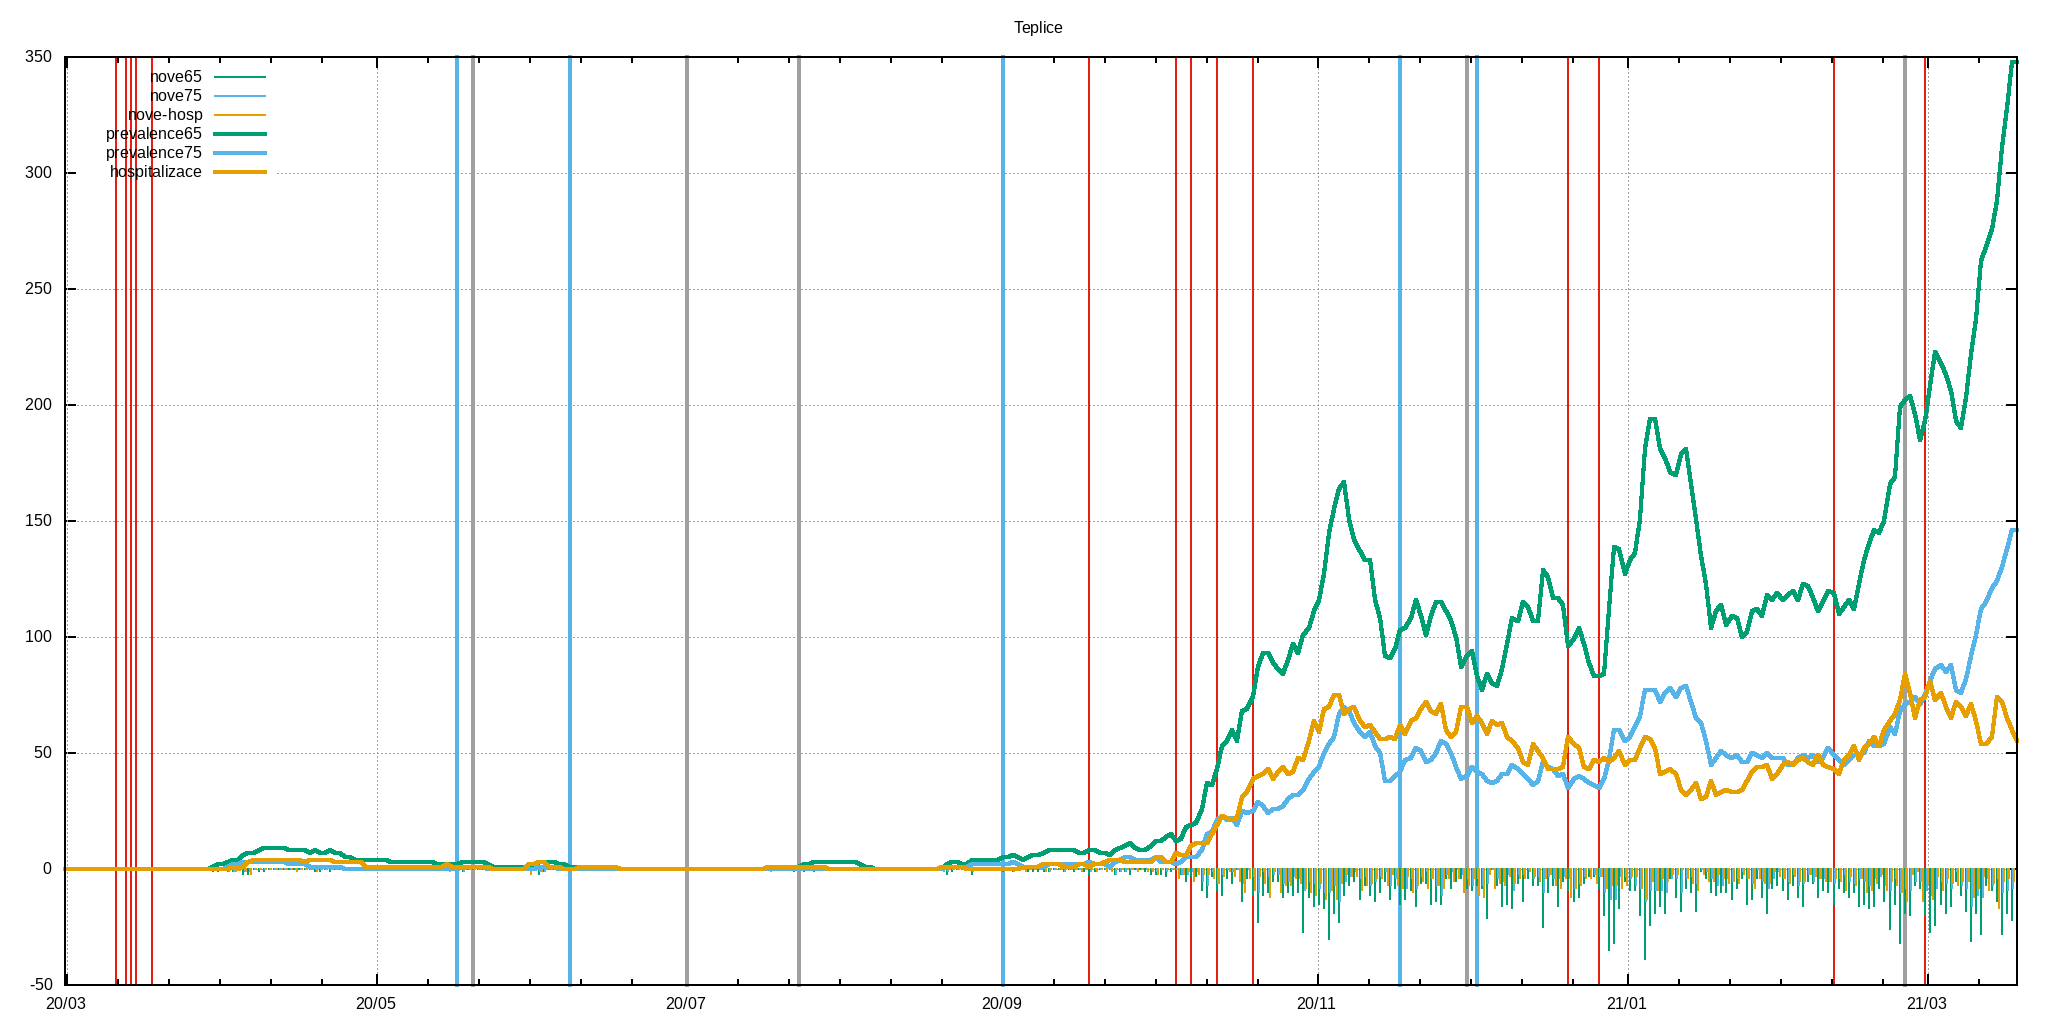 Teplice
350
300
250
200
150
100
50
0
-50
nove65
nove75
nove-hosp
prevalence65
prevalence75
hospitalizace
20/03 20/05 20/07 20/09 20/11 21/01 21/03